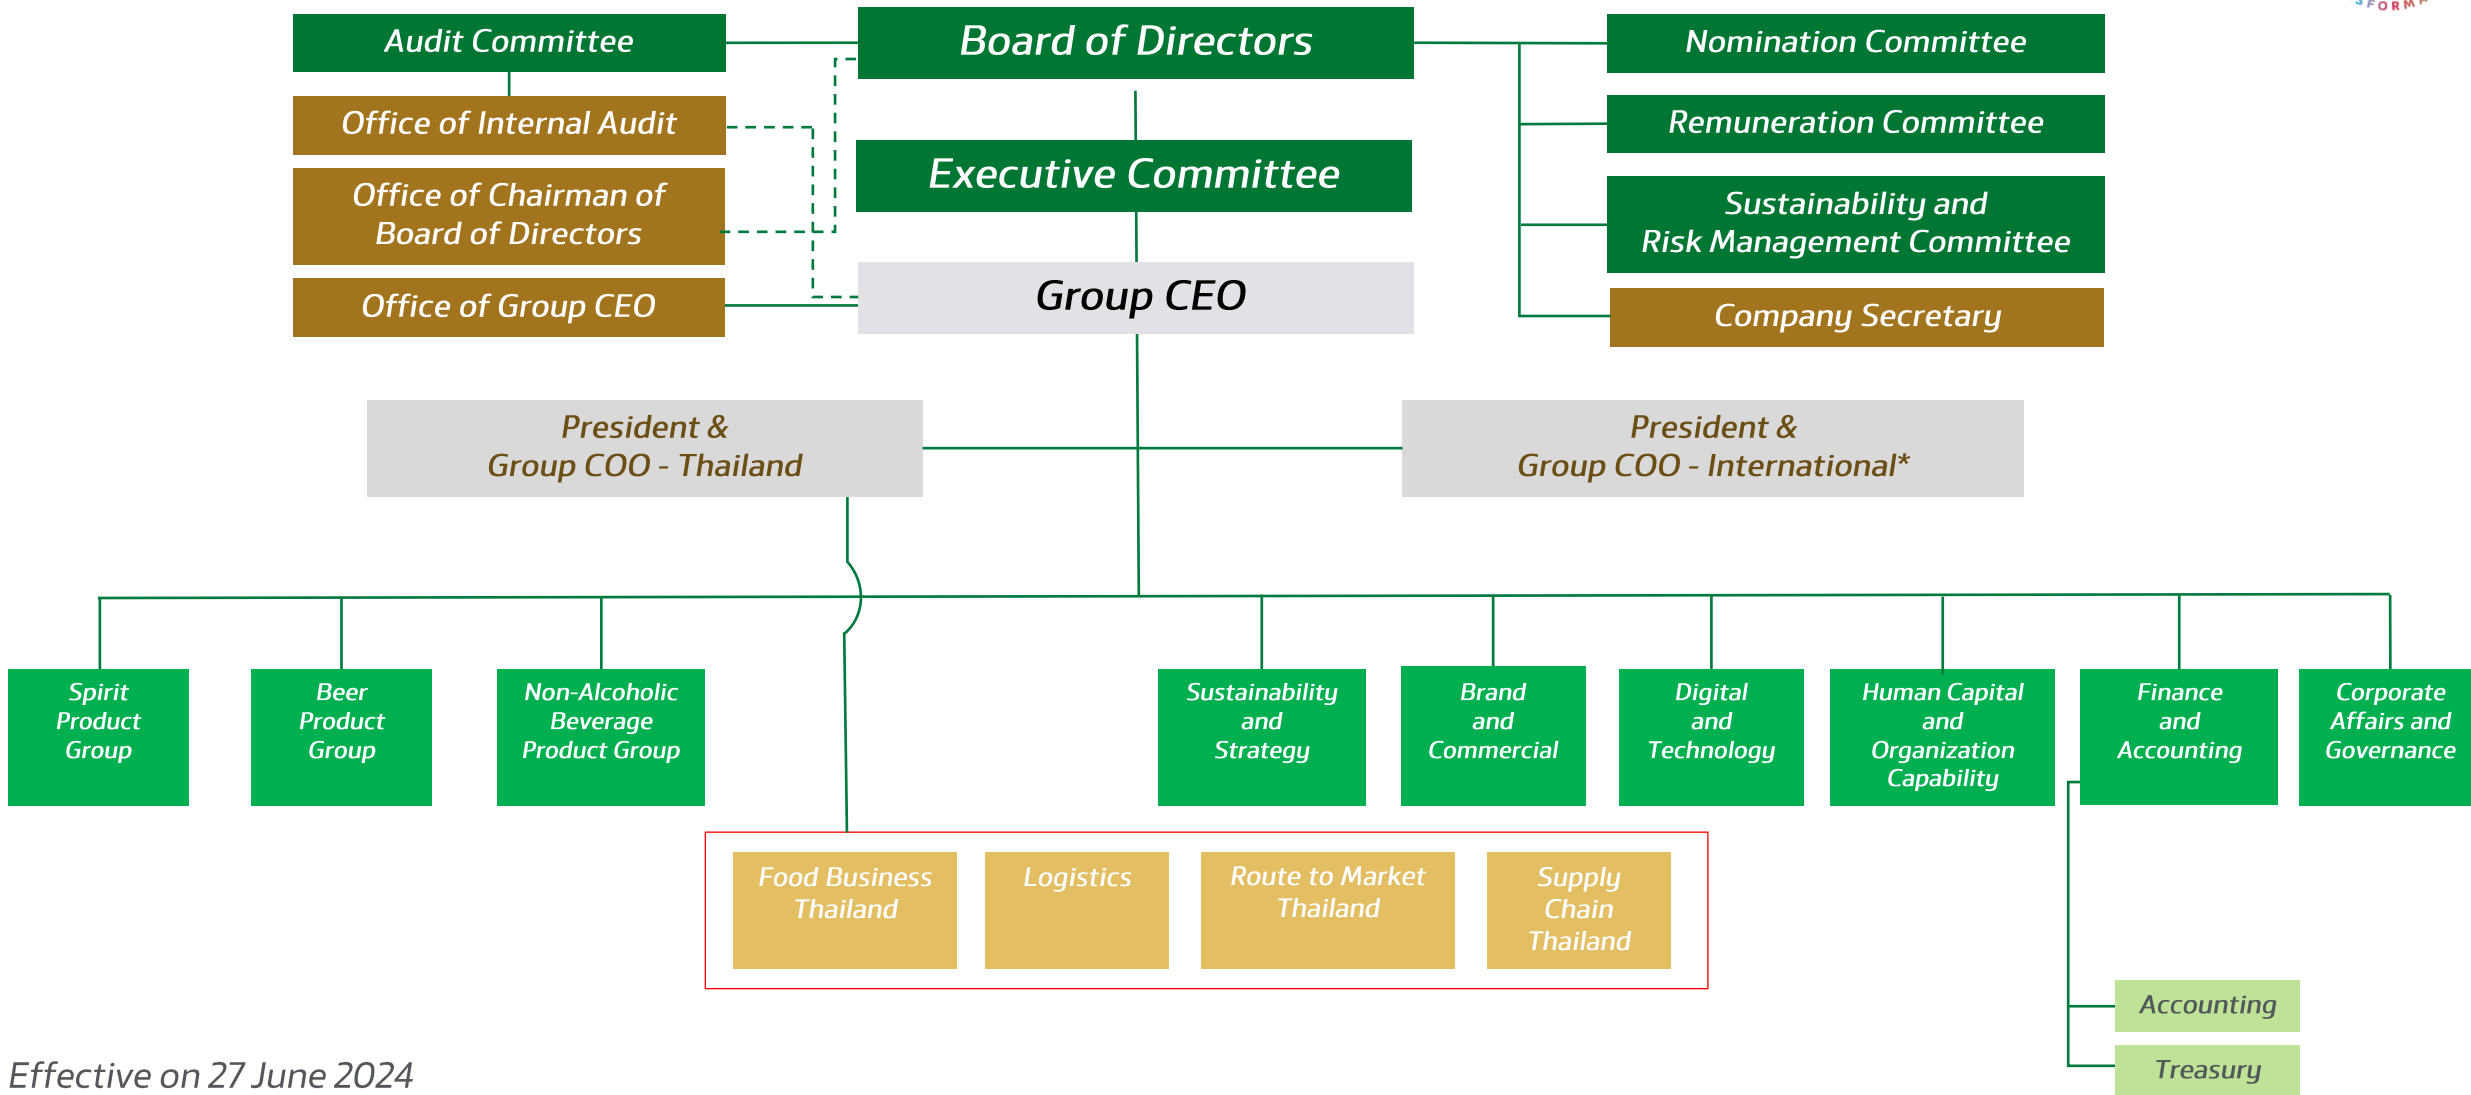 SFORMA
Audit Committee
Board of Directors
Nomination Committee
Office of Internal Audit
Remuneration Committee
Executive Committee
Office of Chairman of
Board of Directors
Sustainability and
Risk Management Committee
Office of Group CEO
Group CEO
Company Secretary
President &
Group COO - Thailand
President &
Group COO - International*
Spirit
Product
Group
Beer
Product
Group
Non-Alcoholic
Beverage
Product Group
Sustainability
and
Strategy
Brand
and
Commercial
Digital
and
Technology
Human Capital
and
Organization
Capability
Finance
and
Accounting
Corporate
Affairs and
Governance
Food Business
Thailand
Logistics
Route to Market
Thailand
Supply
Chain
Thailand
Accounting
Treasury
Effective on 27 June 2024